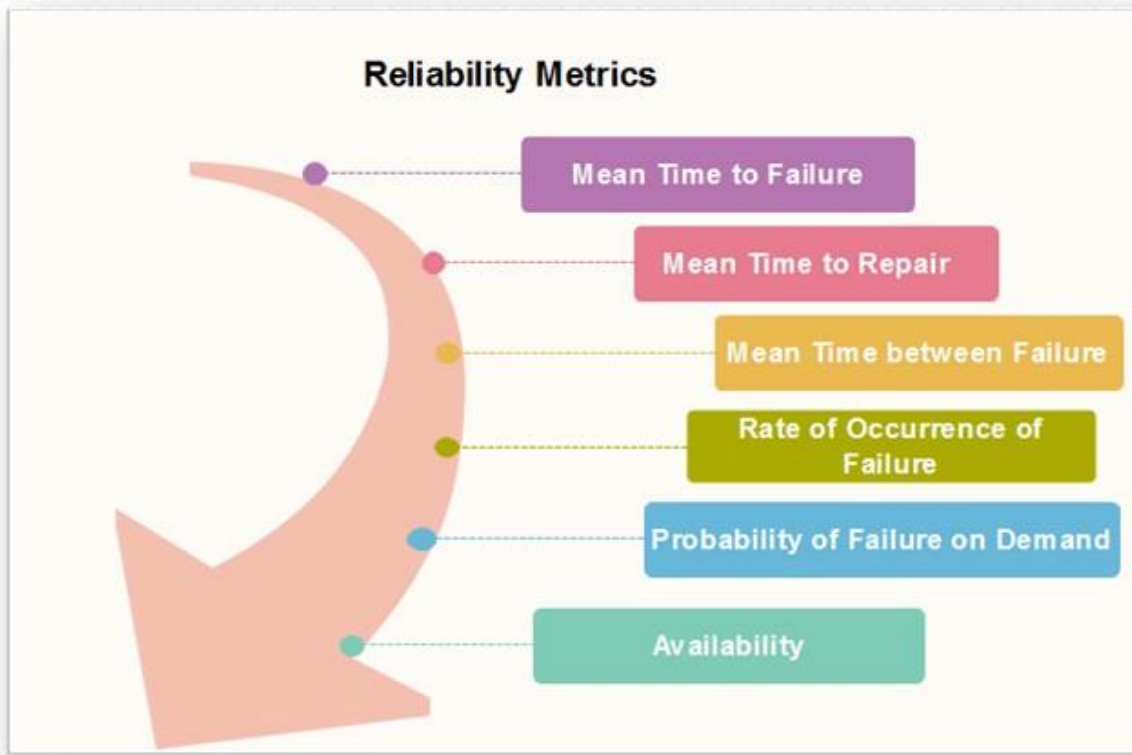 Reliability Metrics
Mean Time to Failure
Mean Time to Repair
Mean Time between Failure
Rate of Occurrence of
Failure
Probability of Failure on Demand
Availability